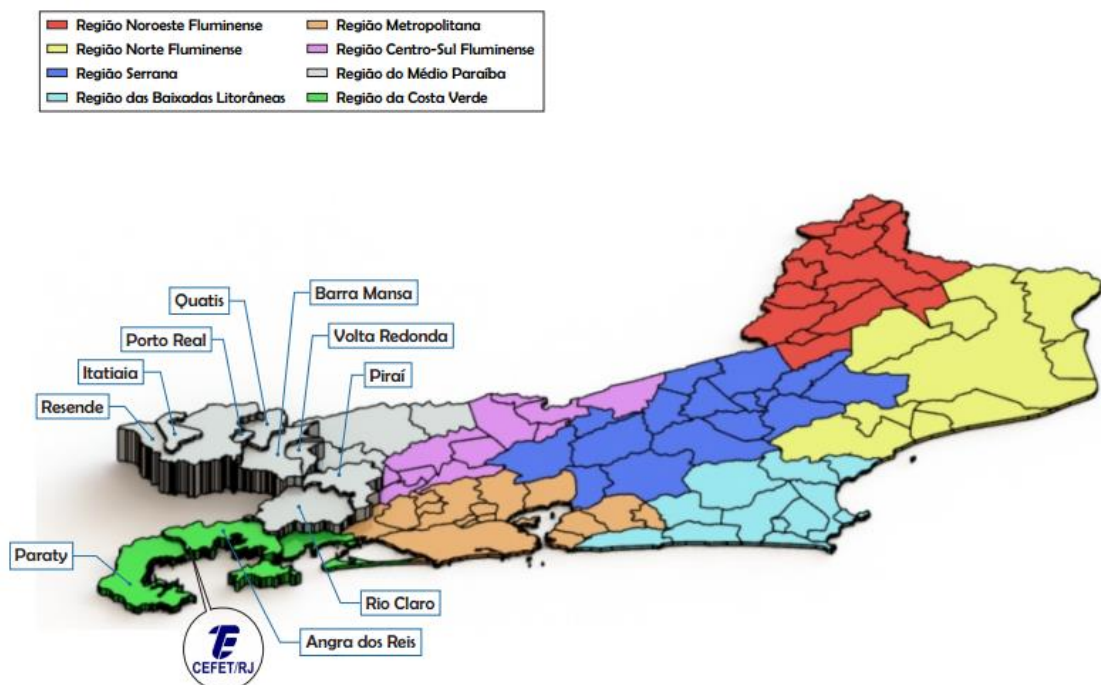 Região Noroeste Fluminense
Região Norte Fluminense
Região Serrana
Região das Baixadas Litorâneas
Região Metropolitana
Região Centro-Sul Fluminense
Região do Médio Paraíba
Região da Costa Verde
Barra Mansa
Quatis
Volta Redonda
Porto Real
Piraí
Itatiaia
Resende
Paraty
Rio Claro
Angra dos Reis
CEFET/RJ